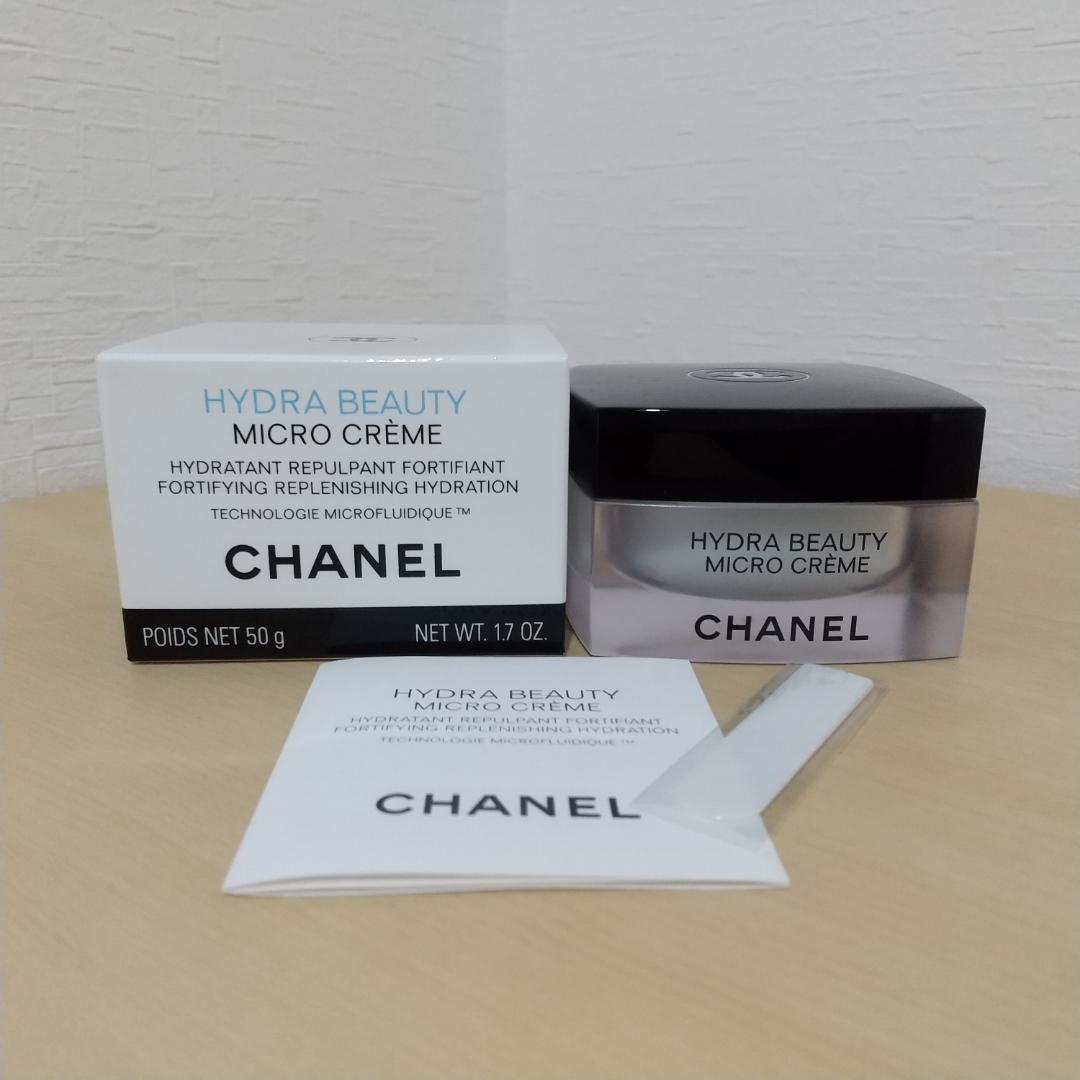 HYDRA BEAUTY
MICRO CRÈME
HYDRATANT REPULPANT FORTIFIANT
FORTIFYING REPLENISHING HYDRATION
TECHNOLOGIE MICROFLUIDIQUE™
CHANEL
POIDS NET 50 g
NET WT. 1.7 OZ.
HYDRA BEAUTY
MICRO CRÈME
CHANEL
HYDRA BEAUTY
MICRO CRÈME
HYDRATANT REPULPANT FORTIFIANT
FORTIFYING REPLENISHING HYDRATION
TECHNOLOGIE MICROFLUIDIQUE™
CHANEL